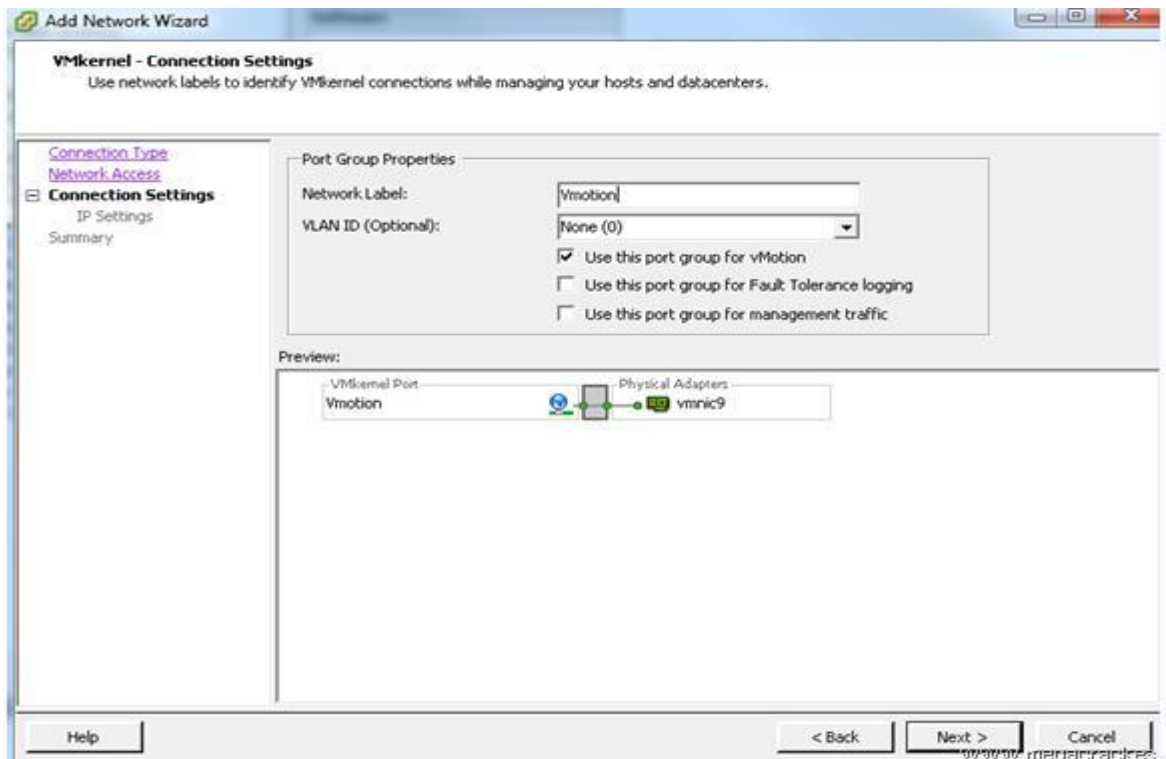 Add Network Wizard
VMkernel - Connection Settings
Use network labels to identify VMkernel connections while managing your hosts and datacenters.
Connection Type
Network Access
Connection Settings
IP Settings
Summary
Port Group Properties
Network Label:
Vmotion
VLAN ID (Optional):
None (0)
Use this port group for vMotion
Use this port group for Fault Tolerance logging
Use this port group for management traffic
Preview:
VMkernel Port
Physical Adapters
Vmotion
vmnic9
Help
< Back
Next >
Cancel